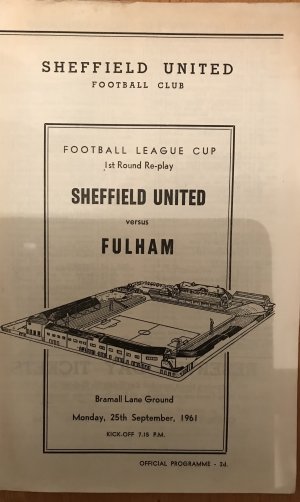 SHEFFIELD UNITED
FOOTBALL CLUB
FOOTBALL LEAGUE CUP
1st Round Re-play
SHEFFIELD UNITED
versus
FULHAM
Bramall Lane Ground
Monday, 25th September, 1961
KICK-OFF 7.15 P.M.
OFFICIAL PROGRAMME - 2d.